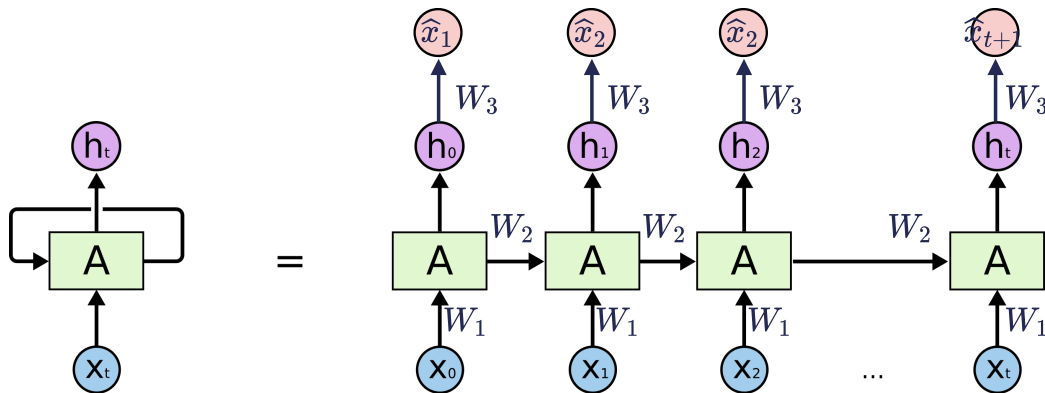 x̂₁ x̂₂ x̂₂ x̂ₜ₊₁
W₃ W₃ W₃ W₃
hₜ h₀ h₁ h₂ hₜ
W₂ W₂ W₂
A = A A A A
W₁ W₁ W₁ W₁
xₜ x₀ x₁ x₂ ... xₜ